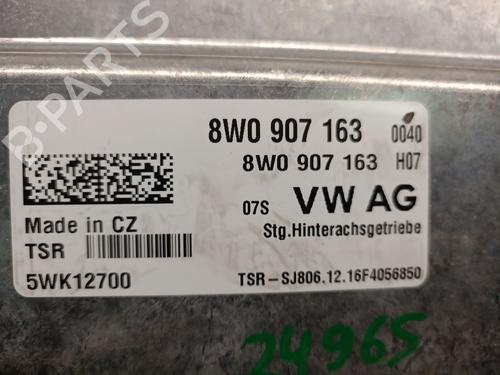 B-PARTS
8W0 907 163 0040
8W0 907 163 H07
07S VW AG
Made in CZ
Stg.Hinterachsgetriebe
TSR
5WK12700
TSR-SJ806.12.16F4056850
24965